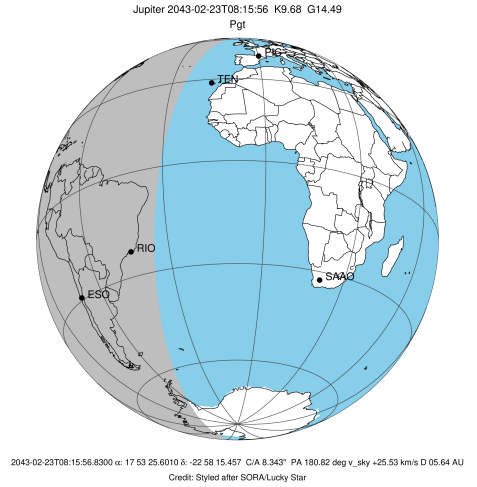 Jupiter 2043-02-23T08:15:56 K9.68 G14.49
Pgt
PIC
TEN
RIO
SAAO
ESO
2043-02-23T08:15:56.8300 α: 17 53 25.6010 δ: -22 58 15.457 C/A 8.343" PA 180.82 deg v_sky +25.53 km/s D 05.64 AU
Credit: Styled after SORA/Lucky Star